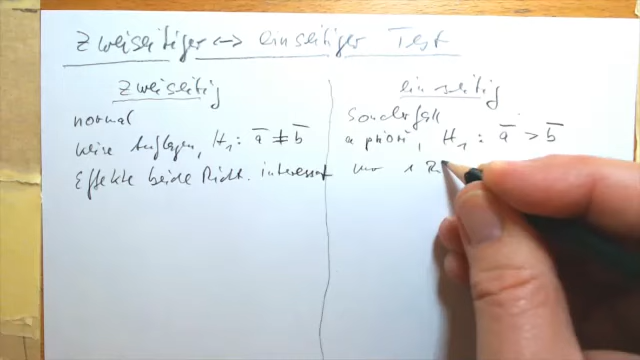 Zweiseitiger <-> einseitiger Test
zweiseitig
normal
keine Auflagen, H₁: a̅ ≠ b̅
Effekte beide Richt. interessant
einseitig
Sonderfall
a priori, H₁: a̅ > b̅
nur 1 R